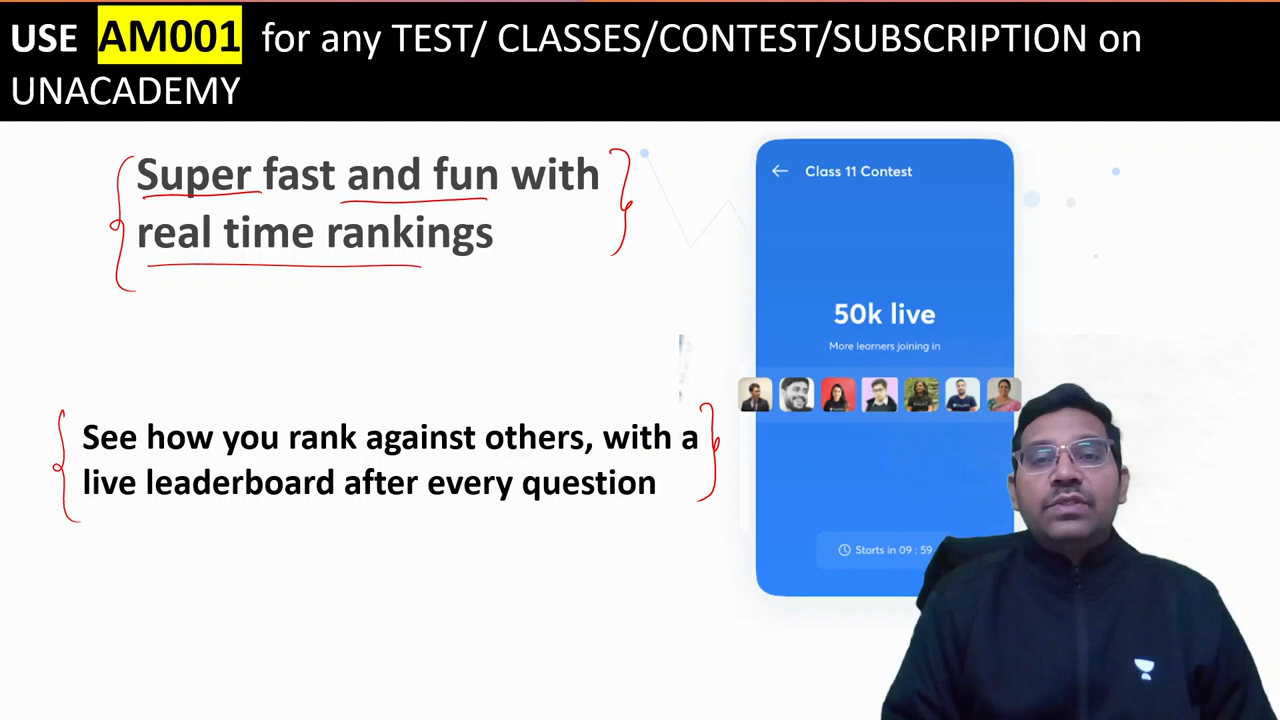 USE AM001 for any TEST/ CLASSES/CONTEST/SUBSCRIPTION on
UNACADEMY
Super fast and fun with
real time rankings
See how you rank against others, with a
live leaderboard after every question
Class 11 Contest
50k live
More learners joining in
Starts in 09 : 59